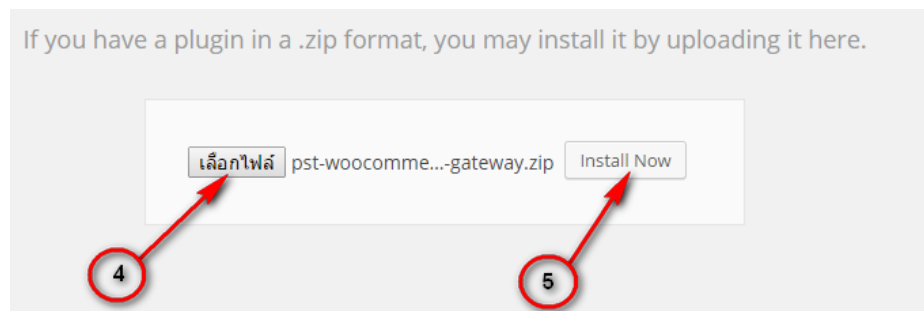 If you have a plugin in a .zip format, you may install it by uploading it here.
เลือกไฟล์ pst-woocomme...-gateway.zip Install Now
4 5